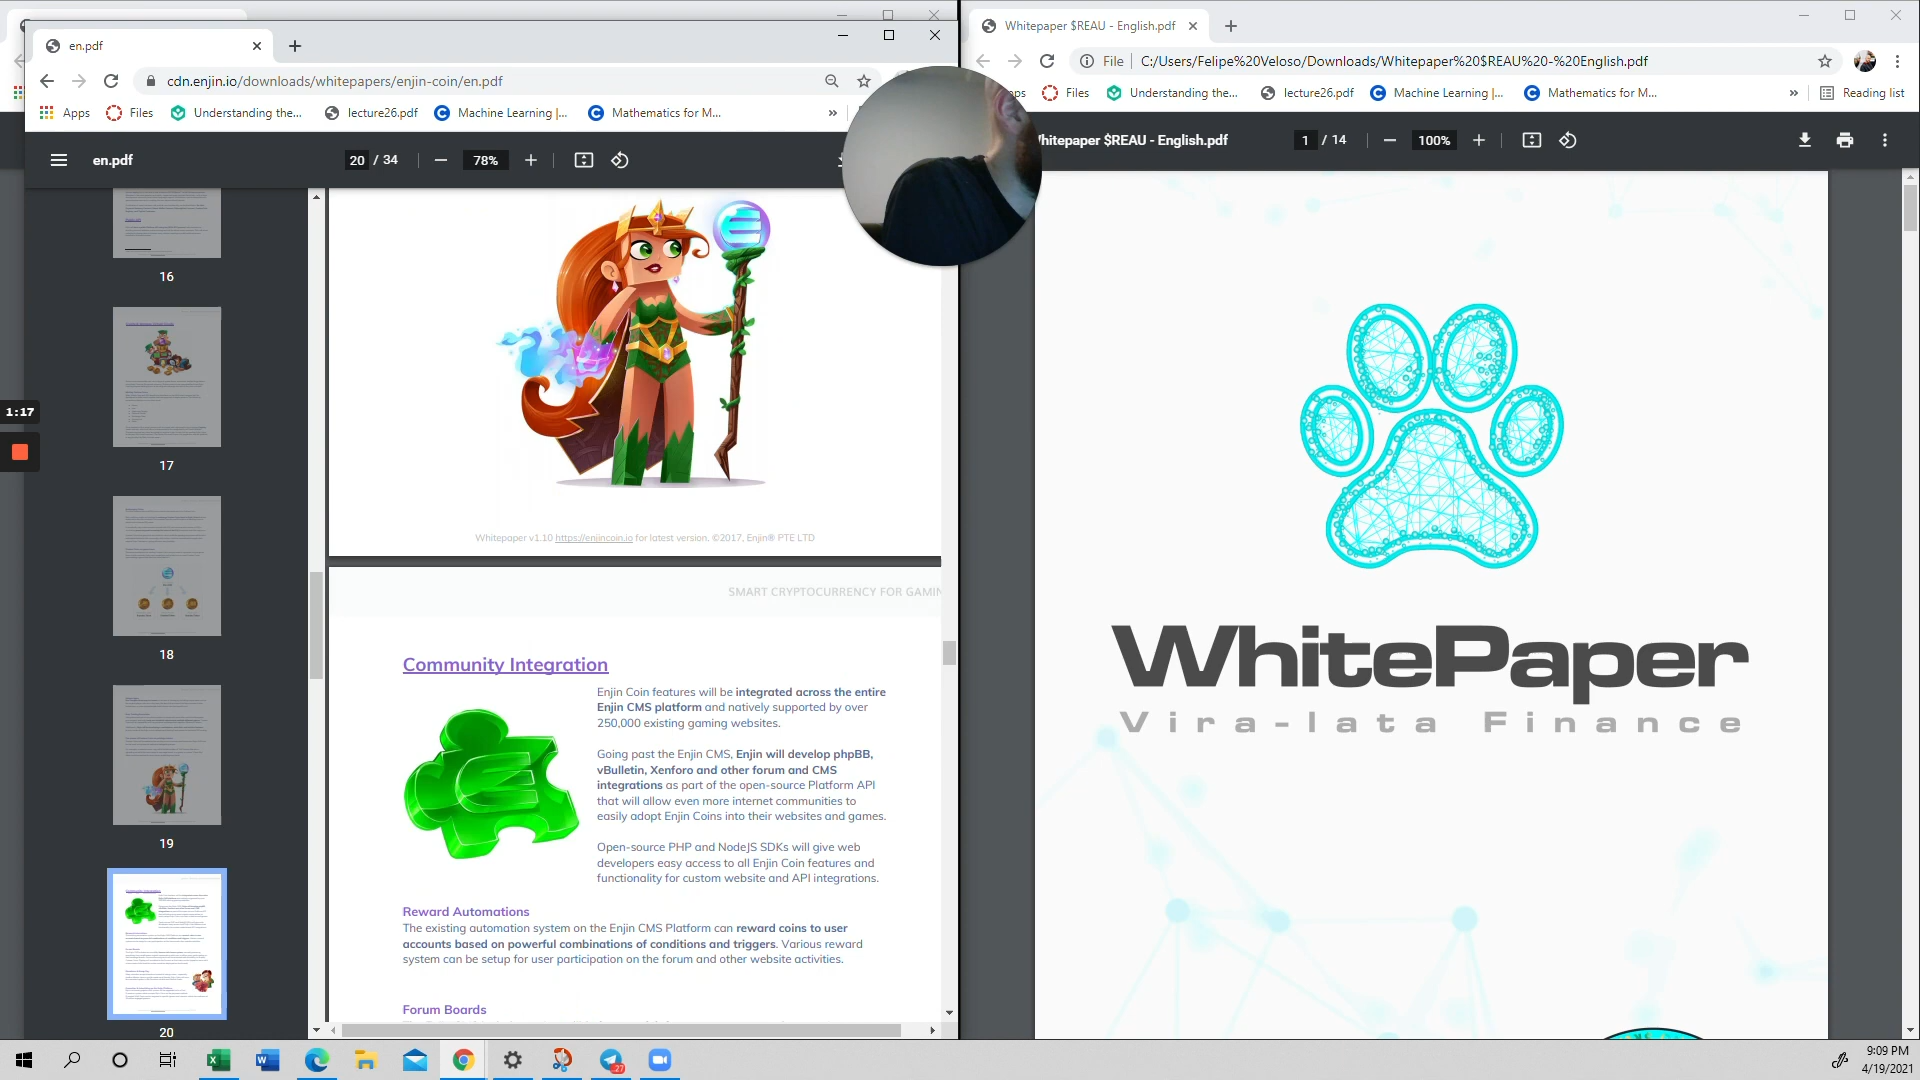 en.pdf
cdn.enjin.io/downloads/whitepapers/enjin-coin/en.pdf
Apps
Files
Understanding the...
lecture26.pdf
Machine Learning |...
Mathematics for M...
»
en.pdf
20 / 34
78%
16
17
18
19
20
1:17
Whitepaper v1.10 https://enjincoin.io for latest version. ©2017, Enjin® PTE LTD
SMART CRYPTOCURRENCY FOR GAMIN
Community Integration
Enjin Coin features will be integrated across the entire
Enjin CMS platform and natively supported by over
250,000 existing gaming websites.
Going past the Enjin CMS, Enjin will develop phpBB,
vBulletin, Xenforo and other forum and CMS
integrations as part of the open-source Platform API
that will allow even more internet communities to
easily adopt Enjin Coins into their websites and games.
Open-source PHP and NodeJS SDKs will give web
developers easy access to all Enjin Coin features and
functionality for custom website and API integrations.
Reward Automations
The existing automation system on the Enjin CMS Platform can reward coins to user
accounts based on powerful combinations of conditions and triggers. Various reward
system can be setup for user participation on the forum and other website activities.
Forum Boards
Whitepaper $REAU - English.pdf
File
C:/Users/Felipe%20Veloso/Downloads/Whitepaper%20$REAU%20-%20English.pdf
ps
Files
Understanding the...
lecture26.pdf
Machine Learning |...
Mathematics for M...
»
Reading list
hitepaper $REAU - English.pdf
1 / 14
100%
WhitePaper
Vira-lata Finance
27
9:09 PM
4/19/2021